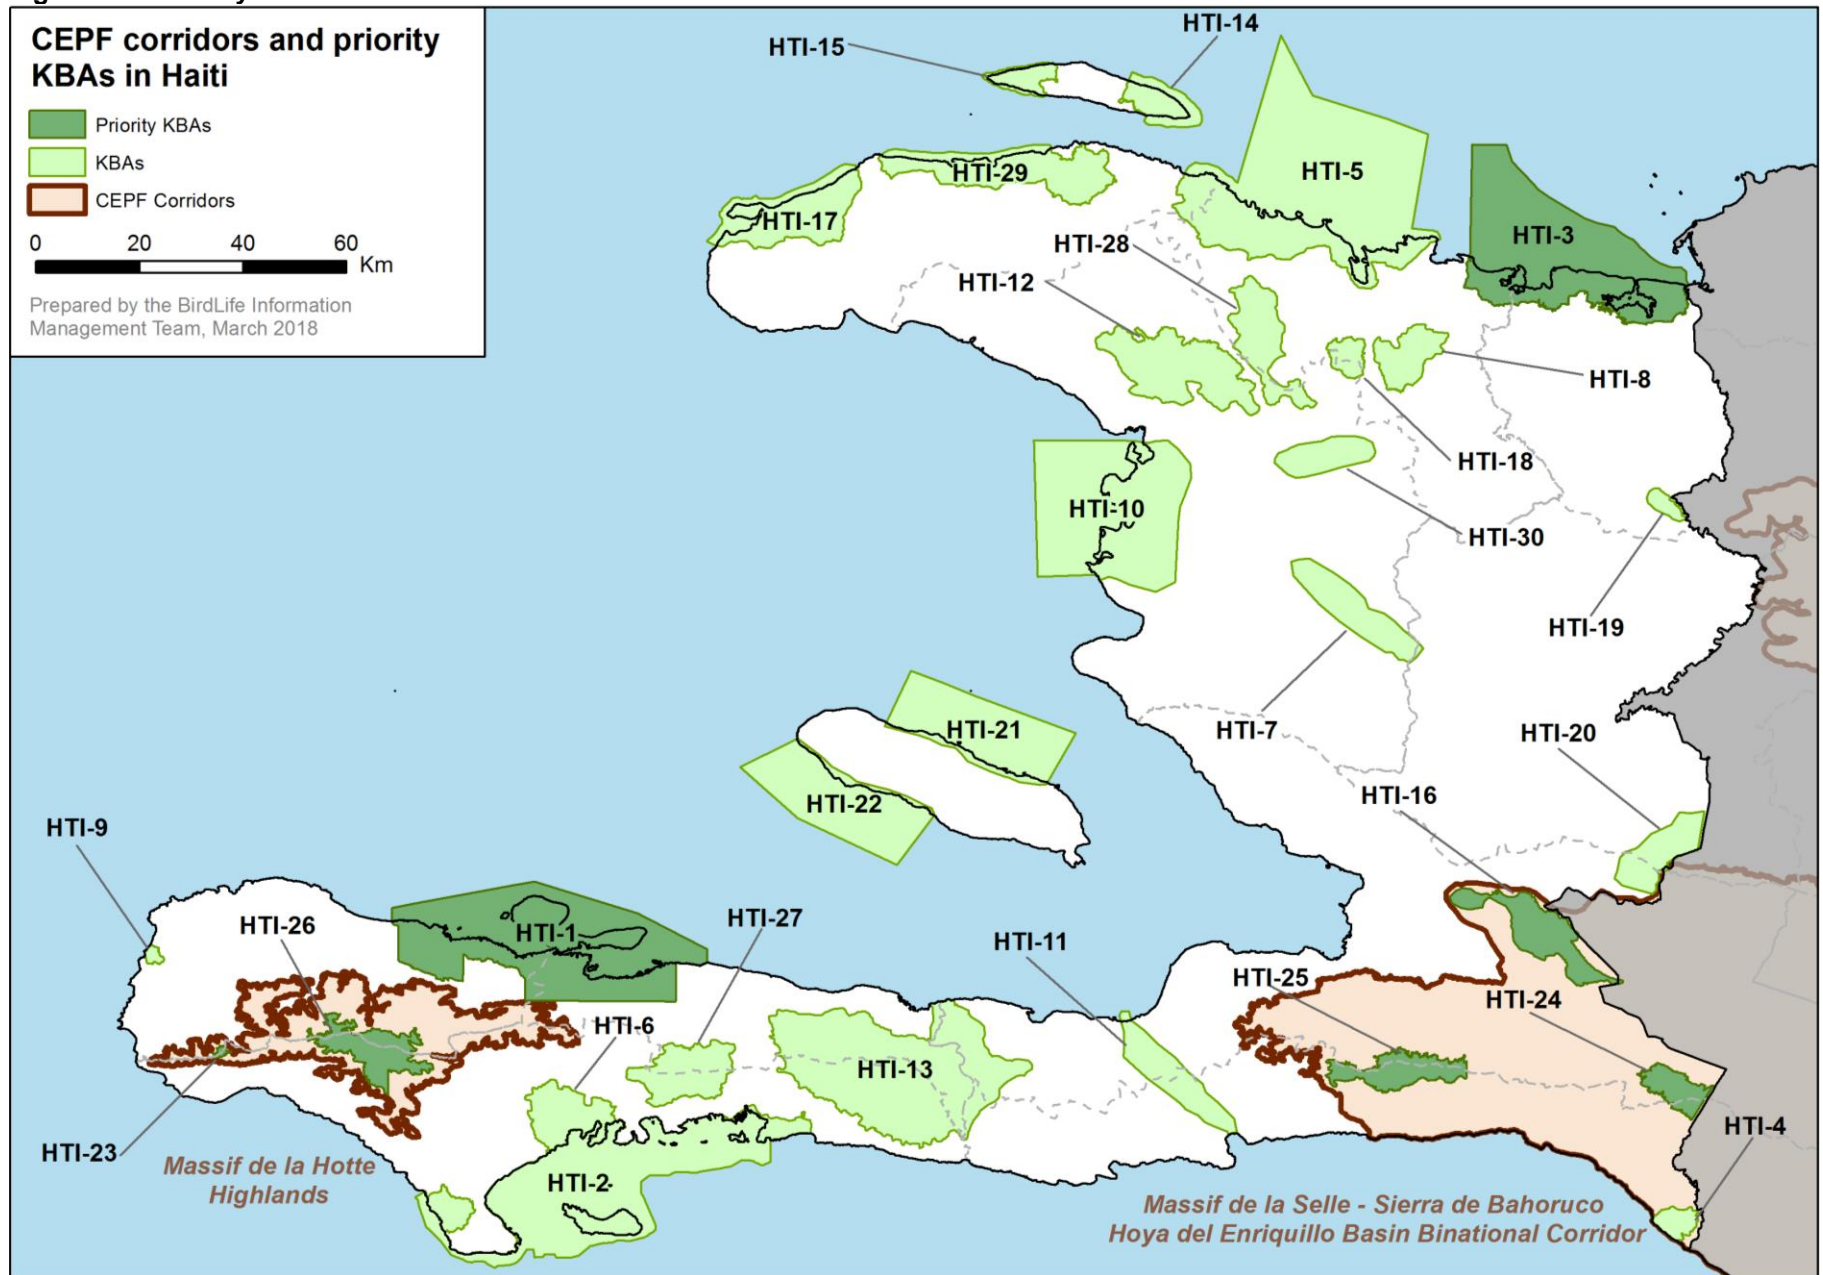 CEPF corridors and priority
KBAs in Haiti
Priority KBAs
KBAs
CEPF Corridors
0 20 40 60
Km
Prepared by the BirdLife Information
Management Team, March 2018
HTI-14
HTI-15
HTI-5
HTI-29
HTI-17
HTI-3
HTI-28
HTI-12
HTI-8
HTI-18
HTI-10
HTI-30
HTI-19
HTI-7
HTI-21
HTI-20
HTI-22
HTI-16
HTI-9
HTI-26
HTI-1
HTI-27
HTI-11
HTI-25
HTI-24
HTI-6
HTI-13
HTI-4
HTI-23
Massif de la Hotte
Highlands
HTI-2
Massif de la Selle - Sierra de Bahoruco
Hoya del Enriquillo Basin Binational Corridor